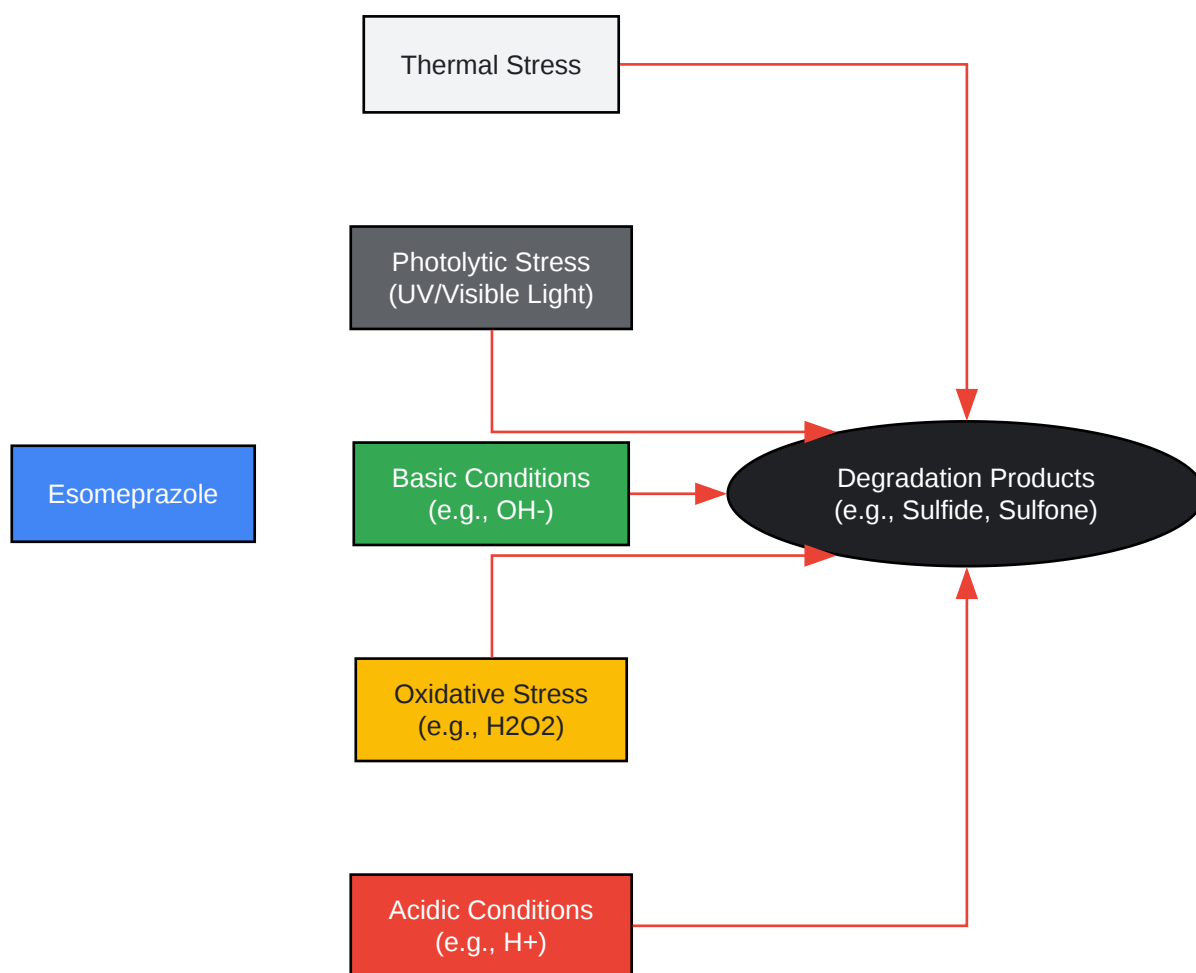 Thermal Stress
Photolytic Stress
(UV/Visible Light)
Esomeprazole
Basic Conditions
(e.g., OH-)
Degradation Products
(e.g., Sulfide, Sulfone)
Oxidative Stress
(e.g., H2O2)
Acidic Conditions
(e.g., H+)